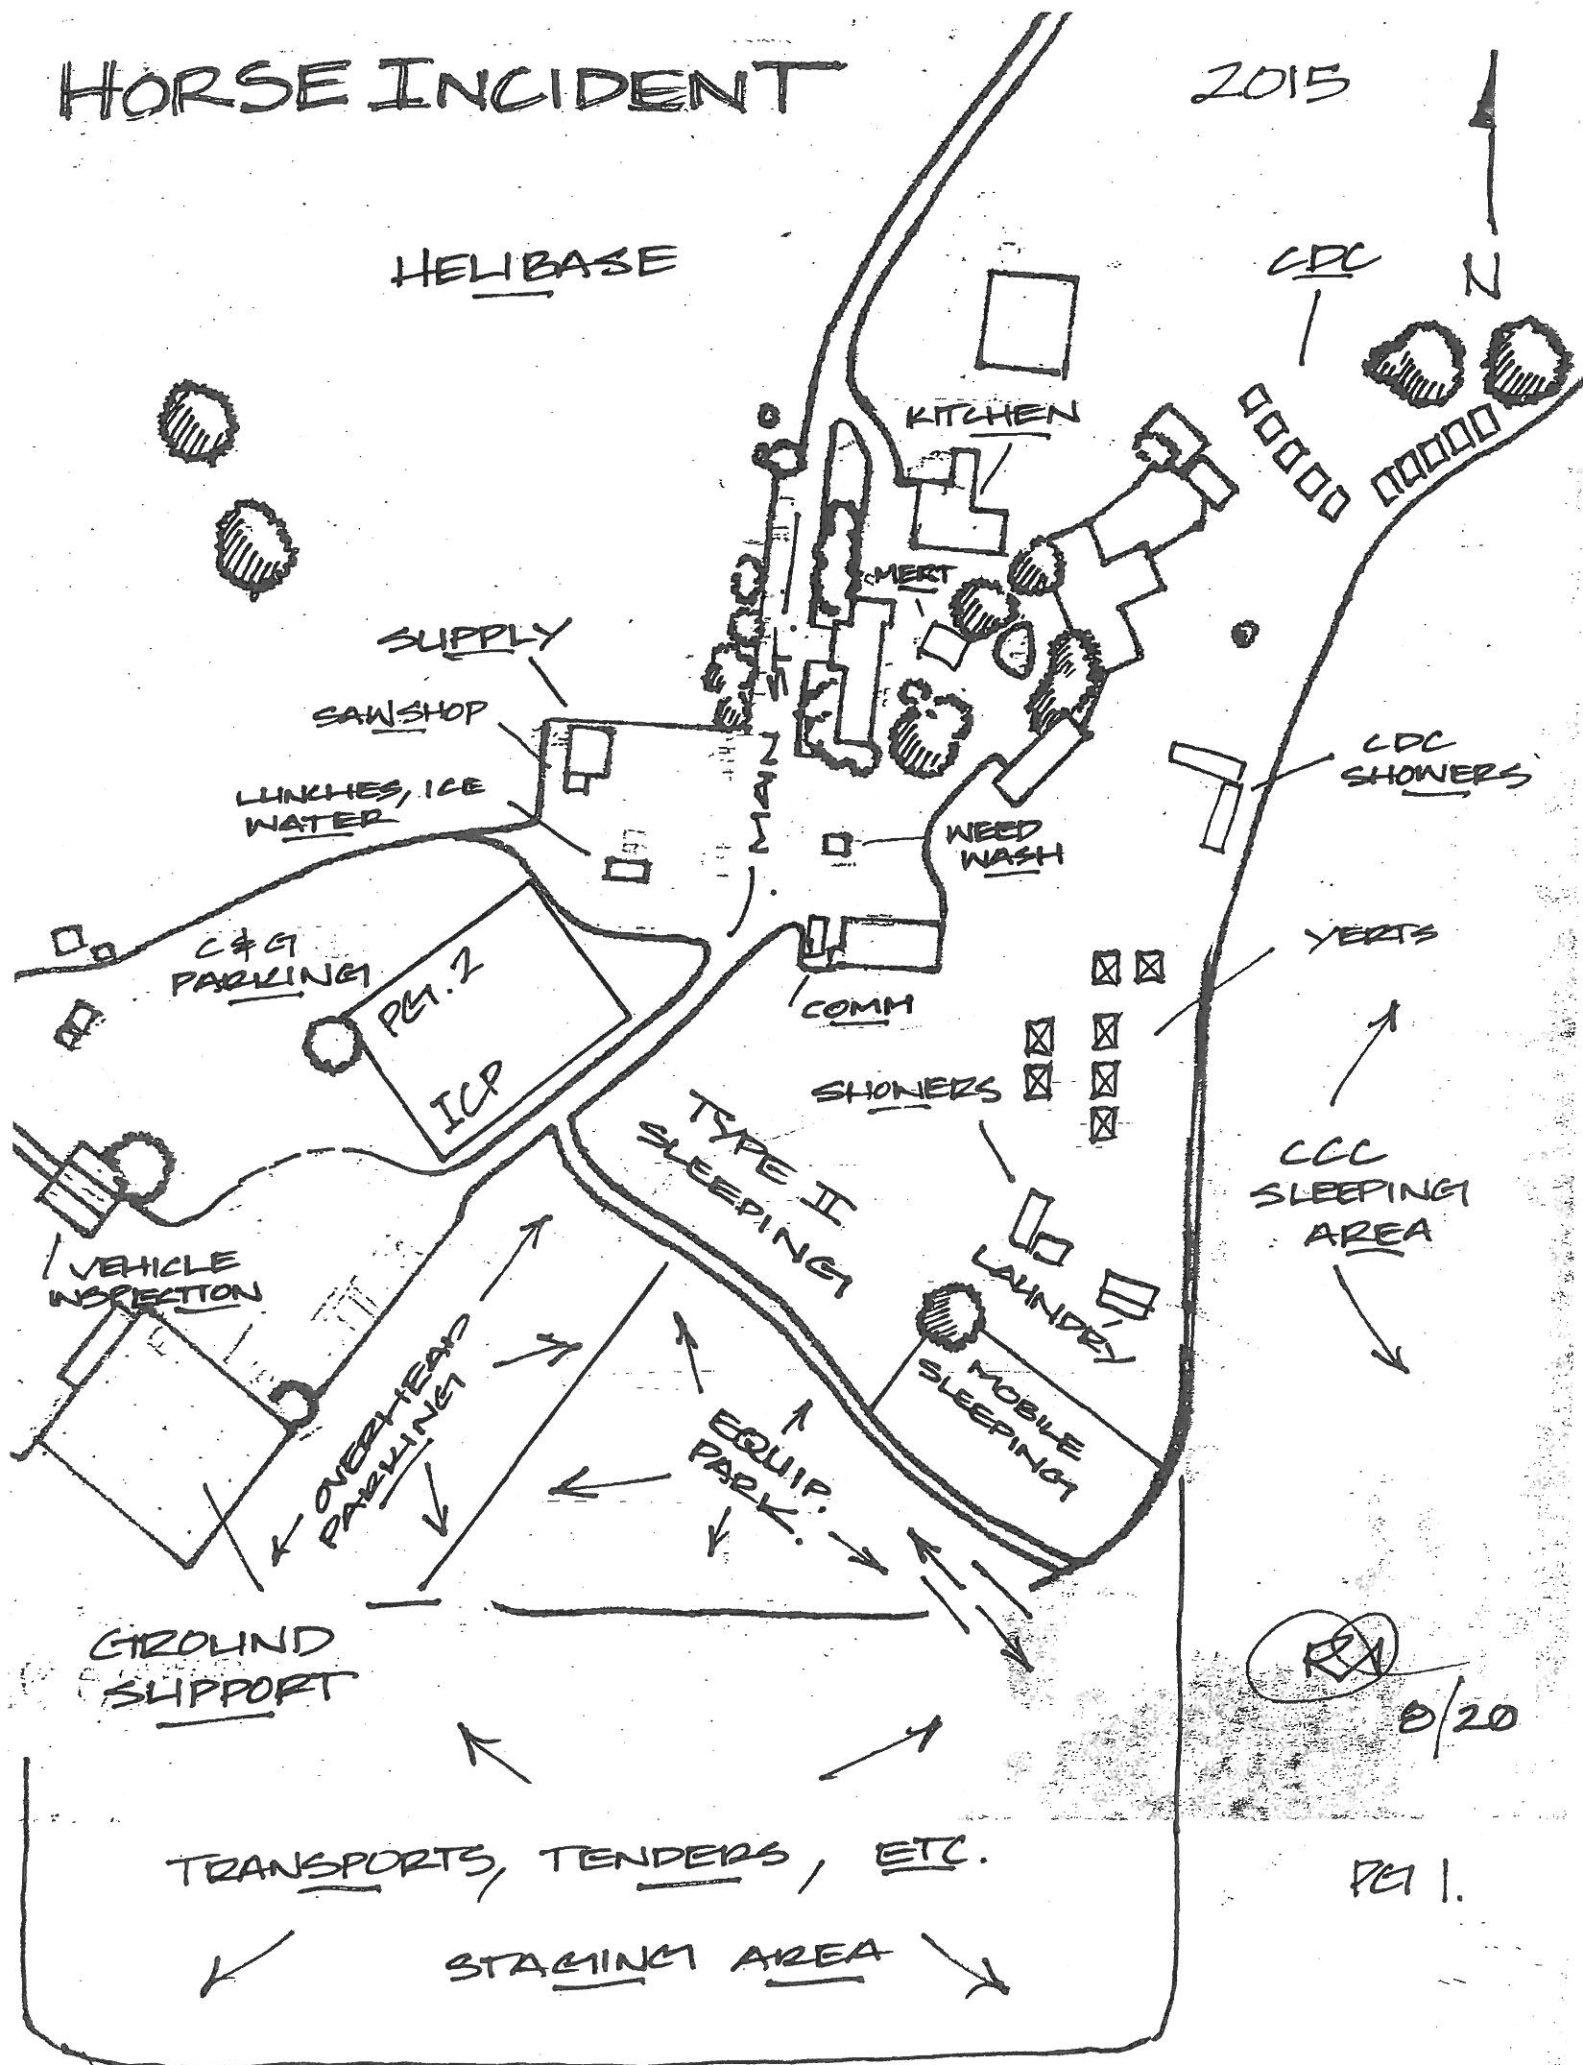 HORSE INCIDENT
2015
N
HELIBASE
CDC
KITCHEN
MERT
SUPPLY
SAWSHOP
LUNCHES, ICE
WATER
CDC
SHOWERS
WEED
WASH
C & G
PARKING
PG. 2
ICP
COMM
YERTS
SHOWERS
TYPE II
SLEEPING
CCC
SLEEPING
AREA
VEHICLE
INSPECTION
LAUNDRY
MOBILE
SLEEPING
OVERHEAD
PARKING
EQUIP.
PARK.
GROUND
SUPPORT
8/20
TRANSPORTS, TENDERS, ETC.
PG 1.
STAGING AREA